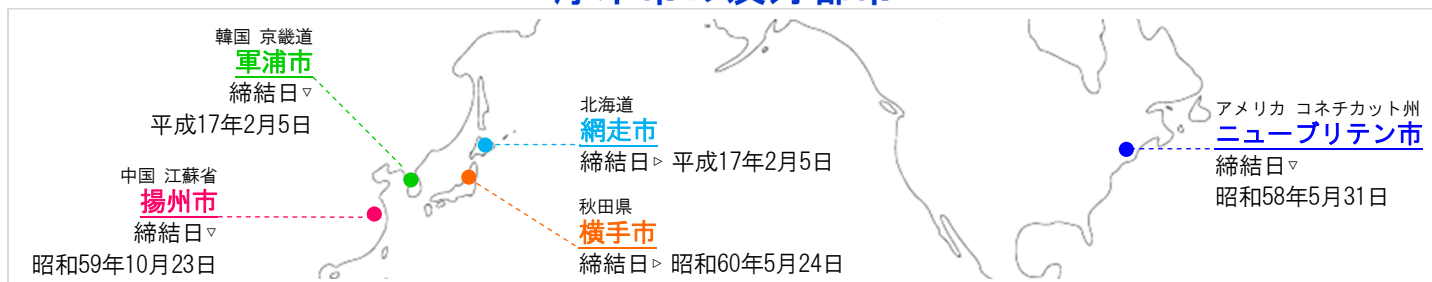 韓国 京畿道
軍浦市
締結日▿
平成17年2月5日
中国 江蘇省
揚州市
締結日▿
昭和59年10月23日
北海道
網走市
締結日▹ 平成17年2月5日
秋田県
横手市
締結日▹ 昭和60年5月24日
アメリカ コネチカット州
ニューブリテン市
締結日▿
昭和58年5月31日